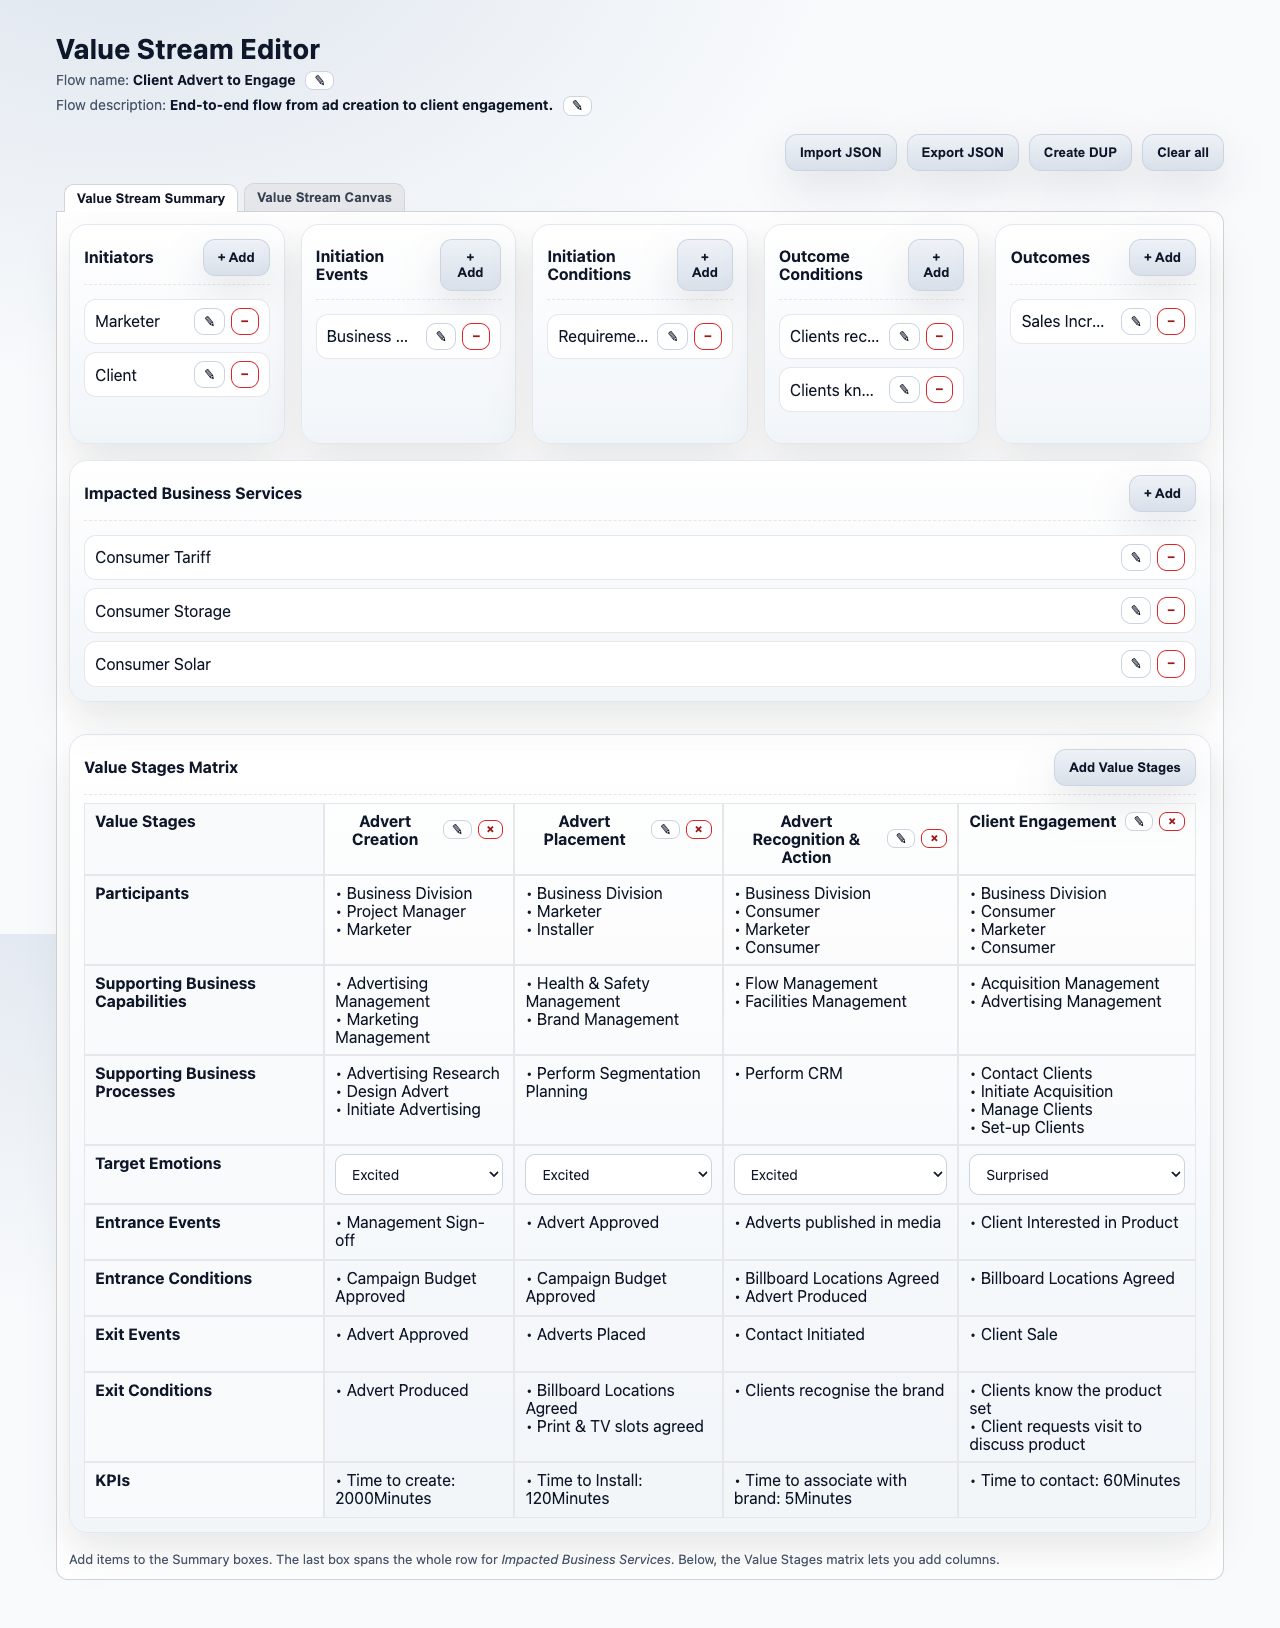 Value Stream Editor
Flow name: Client Advert to Engage ✎
Flow description: End-to-end flow from ad creation to client engagement. ✎
Import JSON Export JSON Create DUP Clear all
Value Stream Summary Value Stream Canvas
Initiators
+ Add
Marketer ✎ −
Client ✎ −
Initiation
Events
+
Add
Business ... ✎ −
Initiation
Conditions
+
Add
Requireme... ✎ −
Outcome
Conditions
+
Add
Clients rec... ✎ −
Clients kn... ✎ −
Outcomes
+ Add
Sales Incr... ✎ −
Impacted Business Services
+ Add
Consumer Tariff ✎ −
Consumer Storage ✎ −
Consumer Solar ✎ −
Value Stages Matrix
Add Value Stages
Value Stages
Advert
Creation
✎ ×
Advert
Placement
✎ ×
Advert
Recognition &
Action
✎ ×
Client Engagement ✎ ×
Participants
• Business Division
• Project Manager
• Marketer
• Business Division
• Marketer
• Installer
• Business Division
• Consumer
• Marketer
• Consumer
• Business Division
• Consumer
• Marketer
• Consumer
Supporting Business
Capabilities
• Advertising
Management
• Marketing
Management
• Health & Safety
Management
• Brand Management
• Flow Management
• Facilities Management
• Acquisition Management
• Advertising Management
Supporting Business
Processes
• Advertising Research
• Design Advert
• Initiate Advertising
• Perform Segmentation
Planning
• Perform CRM
• Contact Clients
• Initiate Acquisition
• Manage Clients
• Set-up Clients
Target Emotions
Excited
Excited
Excited
Surprised
Entrance Events
• Management Sign-
off
• Advert Approved
• Adverts published in media
• Client Interested in Product
Entrance Conditions
• Campaign Budget
Approved
• Campaign Budget
Approved
• Billboard Locations Agreed
• Advert Produced
• Billboard Locations Agreed
Exit Events
• Advert Approved
• Adverts Placed
• Contact Initiated
• Client Sale
Exit Conditions
• Advert Produced
• Billboard Locations
Agreed
• Print & TV slots agreed
• Clients recognise the brand
• Clients know the product
set
• Client requests visit to
discuss product
KPIs
• Time to create:
2000Minutes
• Time to Install:
120Minutes
• Time to associate with
brand: 5Minutes
• Time to contact: 60Minutes
Add items to the Summary boxes. The last box spans the whole row for Impacted Business Services. Below, the Value Stages matrix lets you add columns.